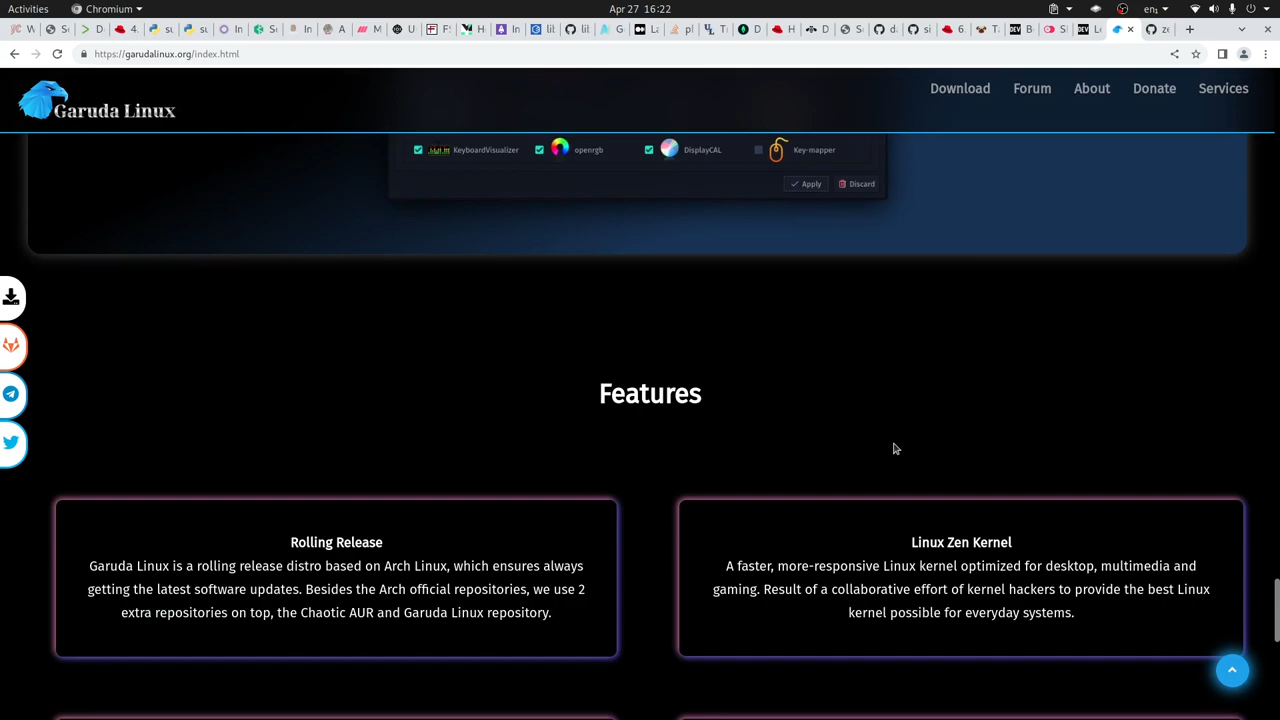 Activities
Chromium
Apr 27 16:22
en₁
https://garudalinux.org/index.html
Garuda Linux
Download
Forum
About
Donate
Services
KeyboardVisualizer
openrgb
DisplayCAL
Key-mapper
Apply
Discard
Features
Rolling Release
Garuda Linux is a rolling release distro based on Arch Linux, which ensures always
getting the latest software updates. Besides the Arch official repositories, we use 2
extra repositories on top, the Chaotic AUR and Garuda Linux repository.
Linux Zen Kernel
A faster, more-responsive Linux kernel optimized for desktop, multimedia and
gaming. Result of a collaborative effort of kernel hackers to provide the best Linux
kernel possible for everyday systems.